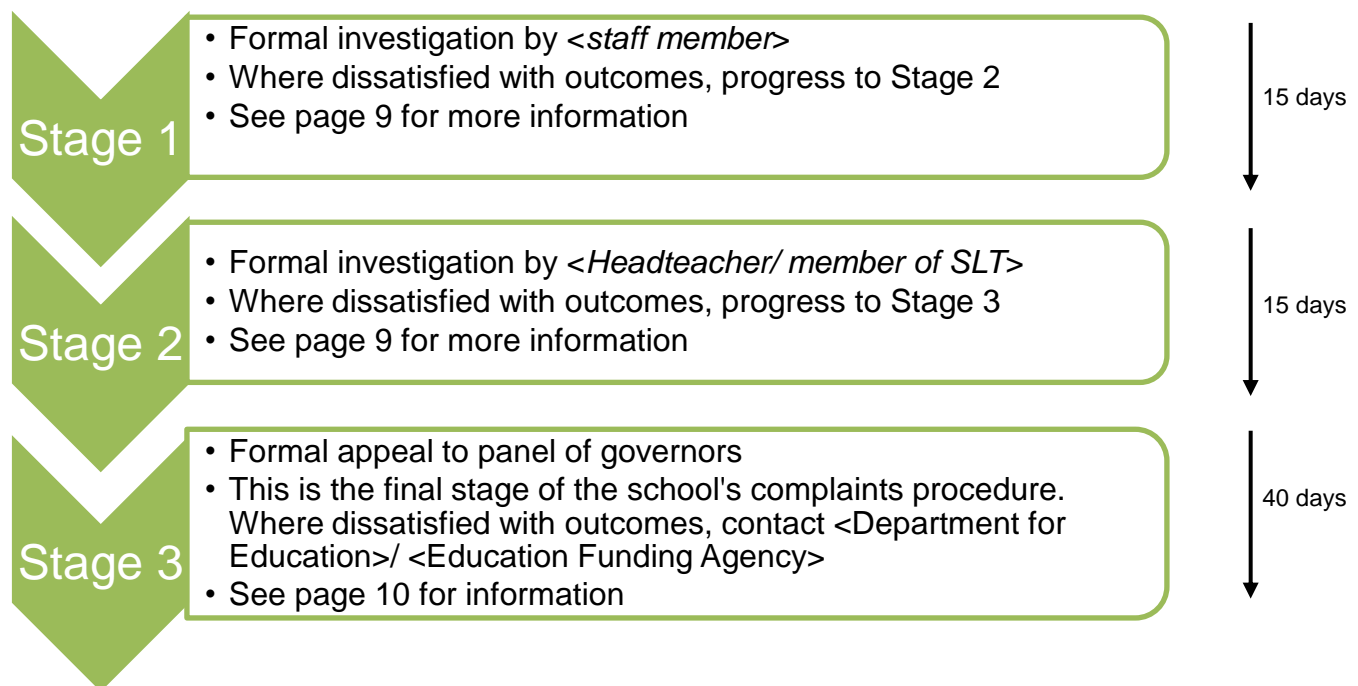 Stage 1
• Formal investigation by <staff member>
• Where dissatisfied with outcomes, progress to Stage 2
• See page 9 for more information
15 days
Stage 2
• Formal investigation by <Headteacher/ member of SLT>
• Where dissatisfied with outcomes, progress to Stage 3
• See page 9 for more information
15 days
Stage 3
• Formal appeal to panel of governors
• This is the final stage of the school's complaints procedure.
Where dissatisfied with outcomes, contact <Department for
Education>/ <Education Funding Agency>
• See page 10 for information
40 days